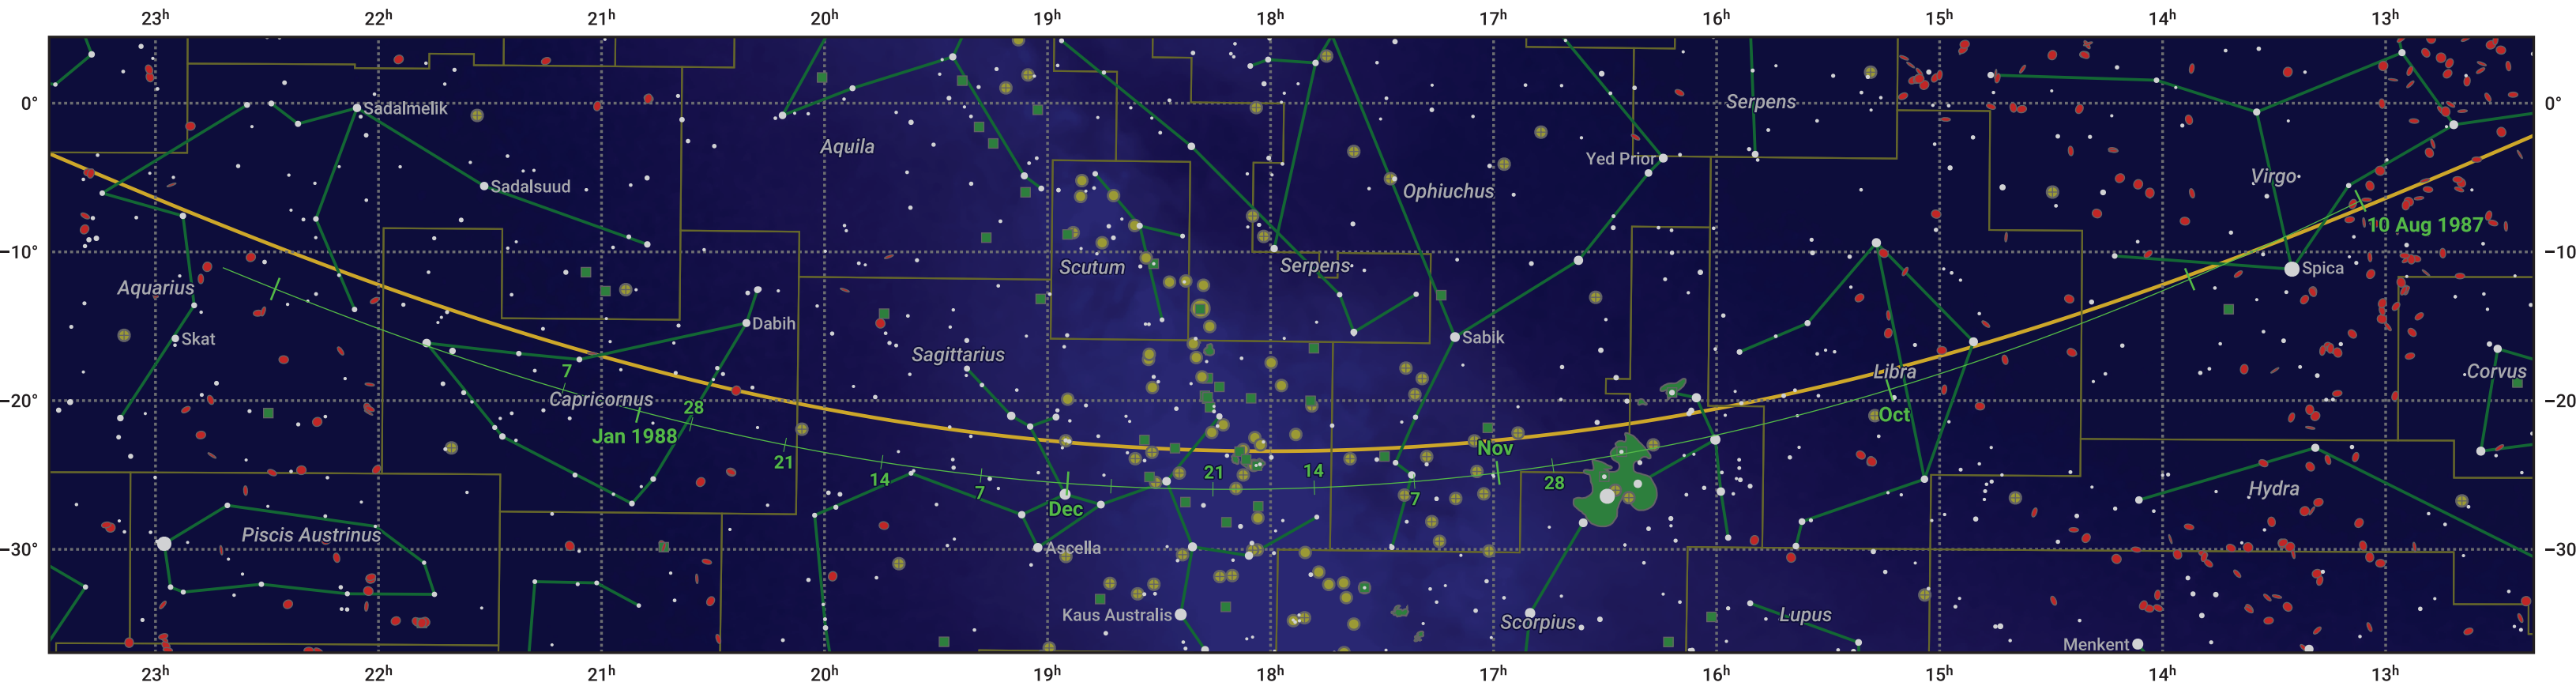 23h 22h 21h 20h 19h 18h 17h 16h 15h 14h 13h
0° Sadalmelik Serpens 0°
Aquila
Yed Prior
Sadalsuud Ophiuchus Virgo
10 Aug 1987
−10° Scutum Serpens Spica −10
Aquarius
Skat Dabih Sabik
Sagittarius
7 Libra Corvus
Capricornus
−20° 28 Oct −20
Jan 1988
21 Nov
14 7 21 14 28
Hydra
Dec 7
Piscis Austrinus
−30° Ascella −30
Kaus Australis Scorpius Lupus
Menkent
23h 22h 21h 20h 19h 18h 17h 16h 15h 14h 13h